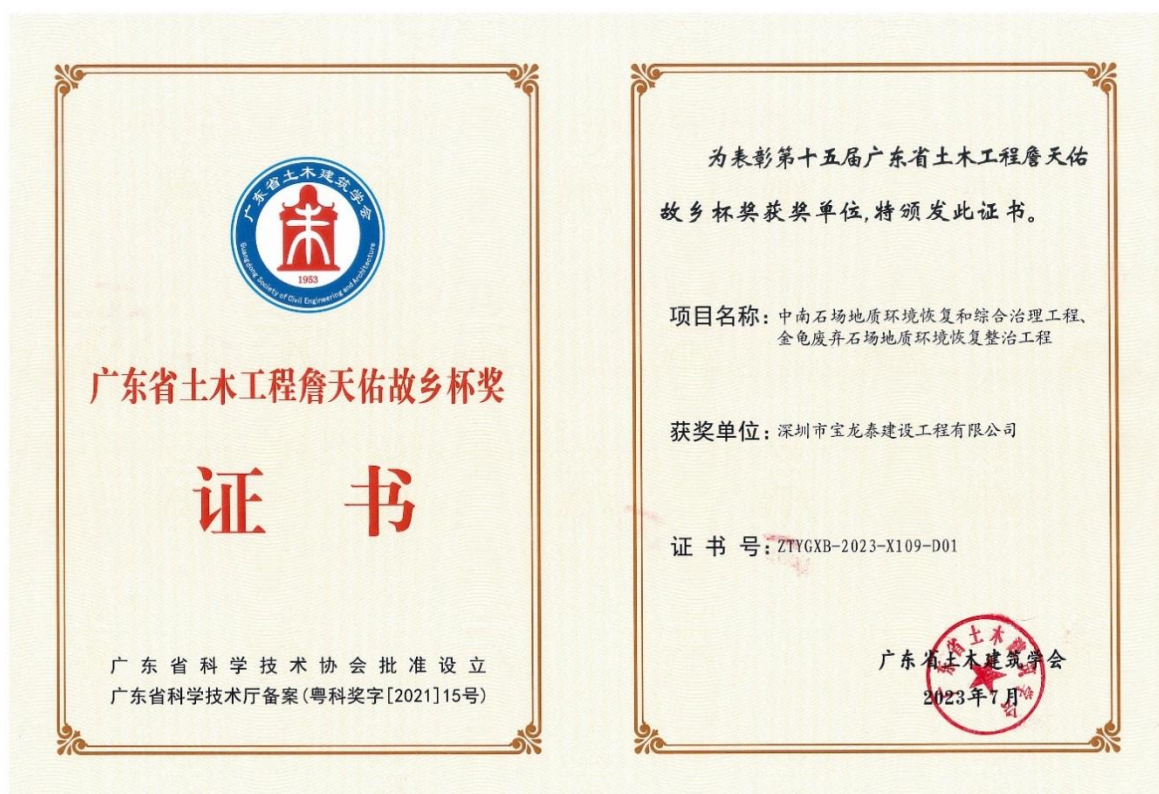 广东省土木建筑学会
1953
Guangdong Society of Civil Engineering and Architecture
广东省土木工程詹天佑故乡杯奖
证 书
广东省科学技术协会批准设立
广东省科学技术厅备案(粤科奖字[2021]15号)
为表彰第十五届广东省土木工程詹天佑
故乡杯奖获奖单位,特颁发此证书。
项目名称:中南石场地质环境恢复和综合治理工程、
金龟废弃石场地质环境恢复整治工程
获奖单位:深圳市宝龙泰建设工程有限公司
证 书 号:ZTYGXB-2023-X109-D01
广东省土木建筑学会
2023年7月
广东省土木建筑学会